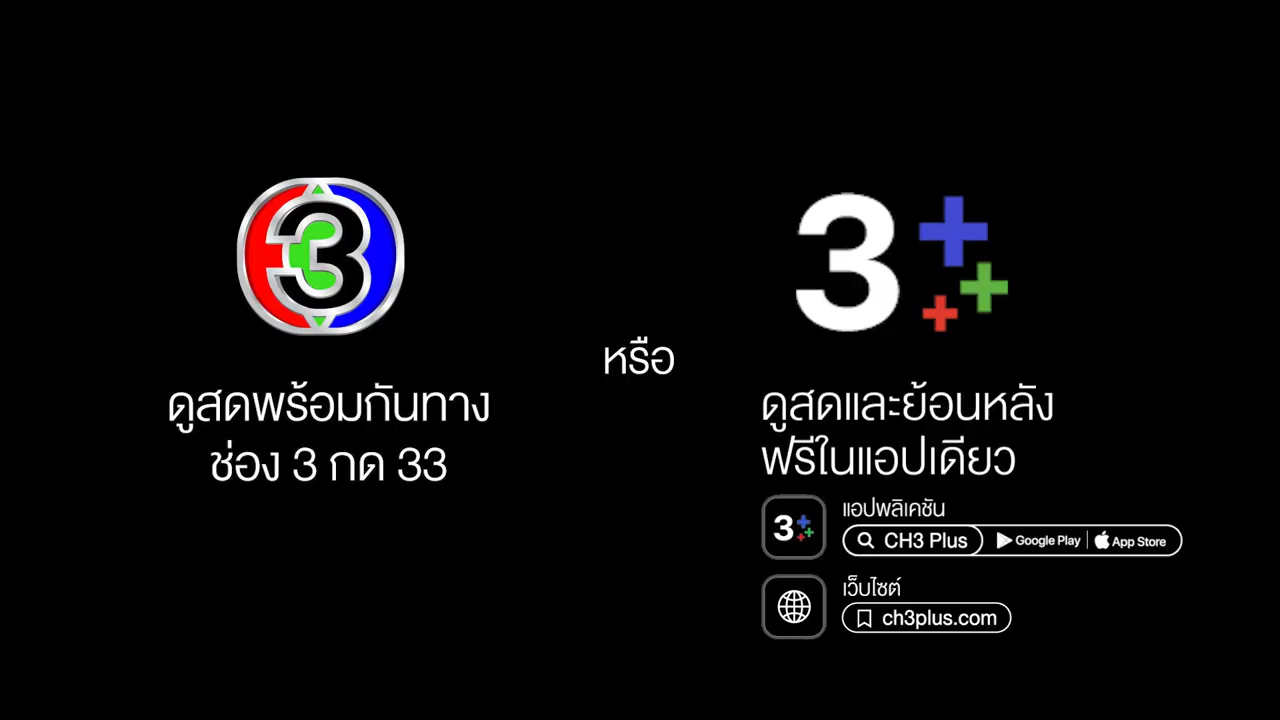 3
ดูสดพร้อมกันทาง
ช่อง 3 กด 33
หรือ
3
ดูสดและย้อนหลัง
ฟรีในแอปเดียว
3
แอปพลิเคชัน
CH3 Plus Google Play App Store
เว็บไซต์
ch3plus.com